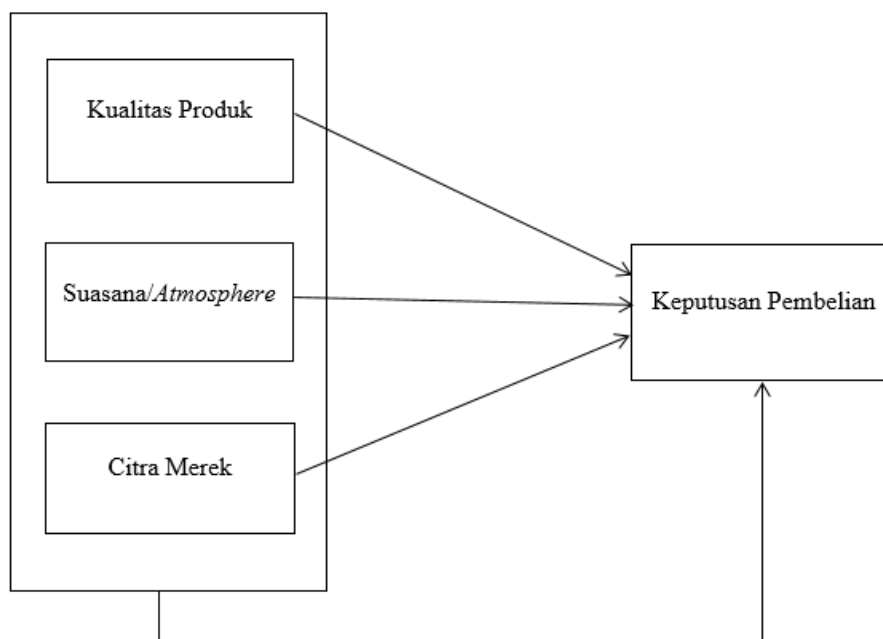 Kualitas Produk
Suasana/Atmosphere
Keputusan Pembelian
Citra Merek